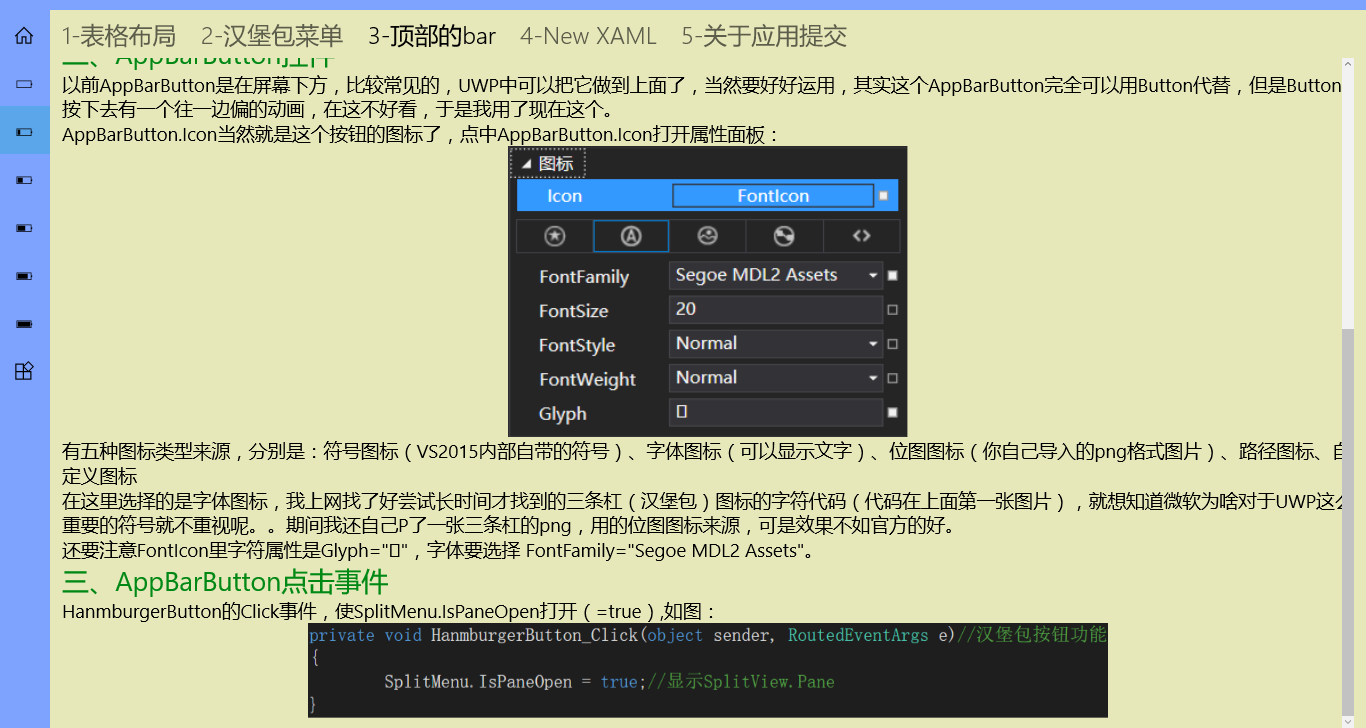 1-表格布局 2-汉堡包菜单 3-顶部的bar 4-New XAML 5-关于应用提交
二、AppBarButton控件
以前AppBarButton是在屏幕下方，比较常见的，UWP中可以把它做到上面了，当然要好好运用，其实这个AppBarButton完全可以用Button代替，但是Button
按下去有一个往一边偏的动画，在这不好看，于是我用了现在这个。
AppBarButton.Icon当然就是这个按钮的图标了，点中AppBarButton.Icon打开属性面板：
图标
Icon FontIcon
FontFamily Segoe MDL2 Assets
FontSize 20
FontStyle Normal
FontWeight Normal
Glyph
有五种图标类型来源，分别是：符号图标（VS2015内部自带的符号）、字体图标（可以显示文字）、位图图标（你自己导入的png格式图片）、路径图标、自
定义图标
在这里选择的是字体图标，我上网找了好尝试长时间才找到的三条杠（汉堡包）图标的字符代码（代码在上面第一张图片），就想知道微软为啥对于UWP这么
重要的符号就不重视呢。。期间我还自己P了一张三条杠的png，用的位图图标来源，可是效果不如官方的好。
还要注意FontIcon里字符属性是Glyph="▯"，字体要选择 FontFamily="Segoe MDL2 Assets"。
三、AppBarButton点击事件
HanmburgerButton的Click事件，使SplitMenu.IsPaneOpen打开（=true）,如图：
private void HanmburgerButton_Click(object sender, RoutedEventArgs e)//汉堡包按钮功能
{
SplitMenu.IsPaneOpen = true;//显示SplitView.Pane
}